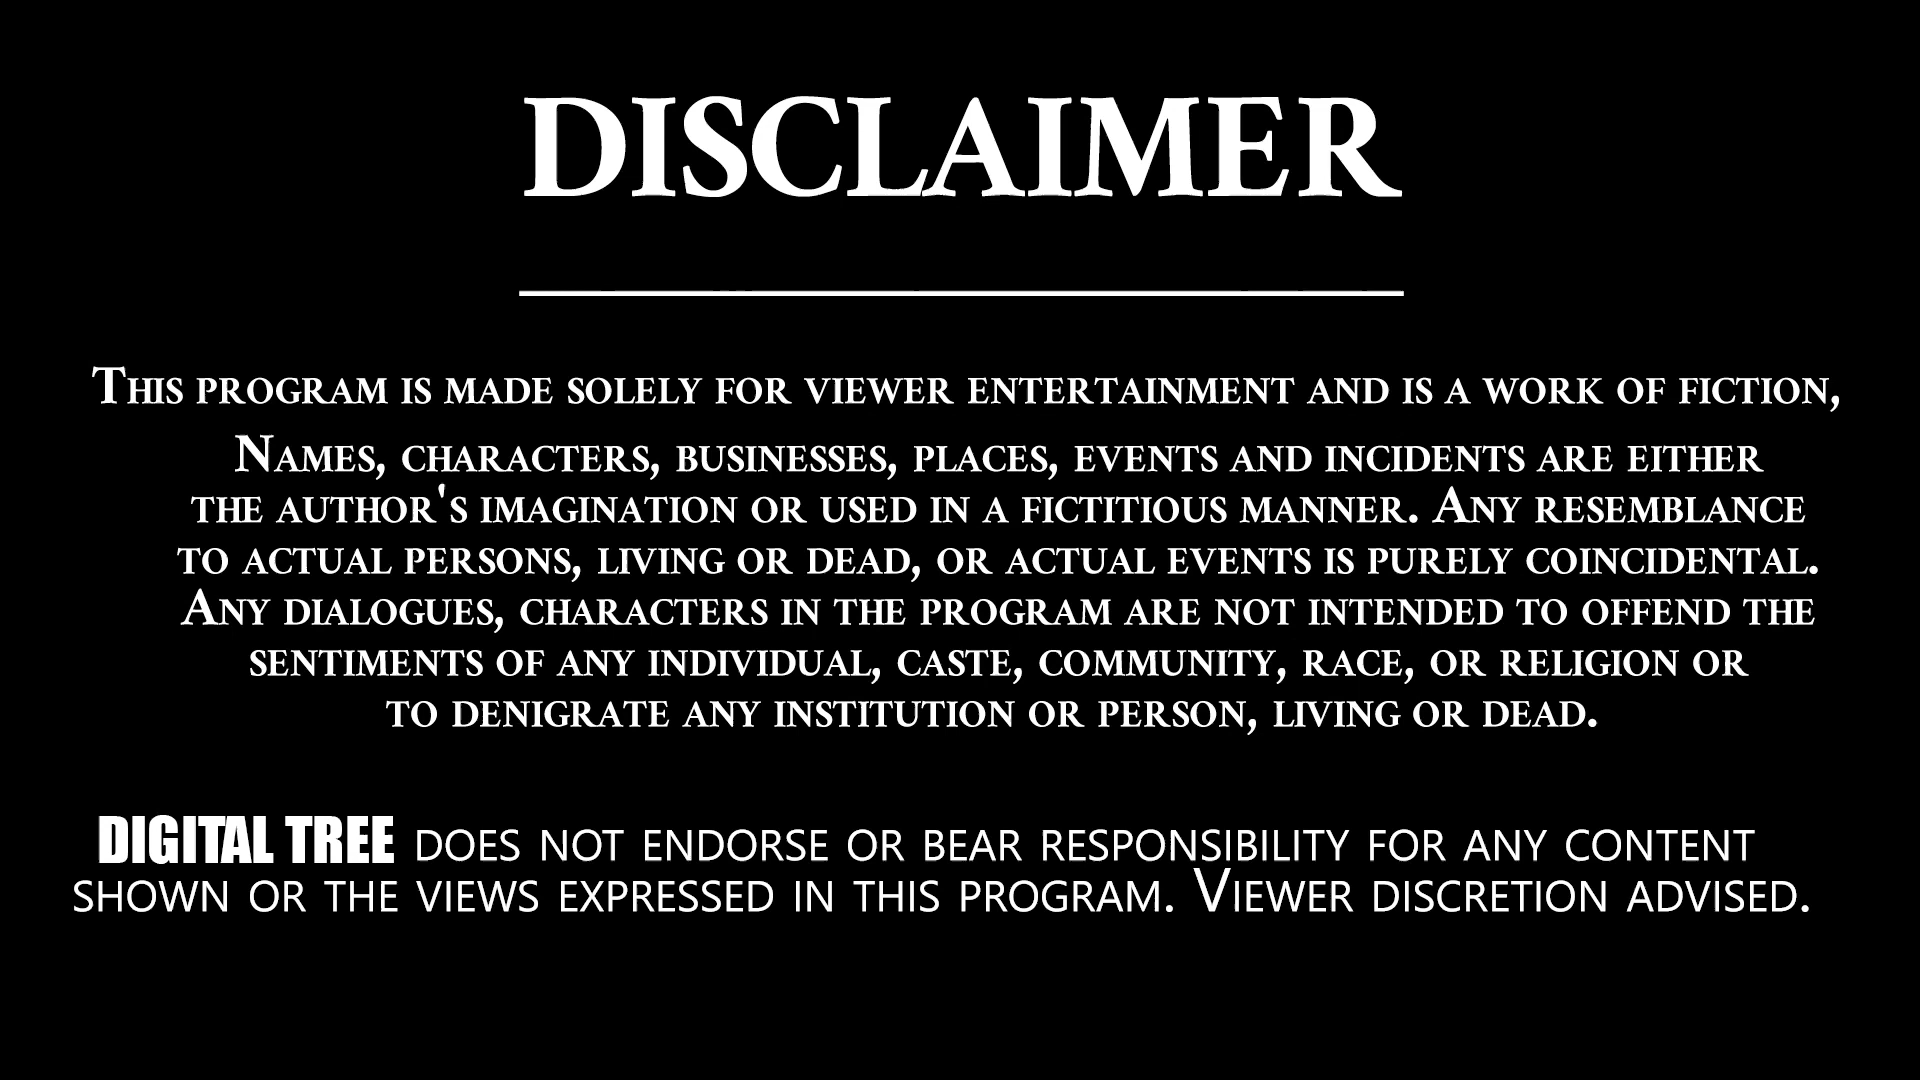 DISCLAIMER
This program is made solely for viewer entertainment and is a work of fiction,
Names, characters, businesses, places, events and incidents are either
the author's imagination or used in a fictitious manner. Any resemblance
to actual persons, living or dead, or actual events is purely coincidental.
Any dialogues, characters in the program are not intended to offend the
sentiments of any individual, caste, community, race, or religion or
to denigrate any institution or person, living or dead.
DIGITAL TREE does not endorse or bear responsibility for any content
shown or the views expressed in this program. Viewer discretion advised.